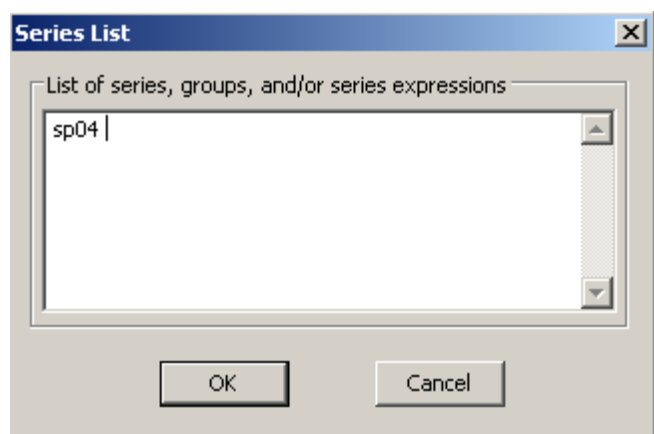 Series List
List of series, groups, and/or series expressions
sp04
OK
Cancel